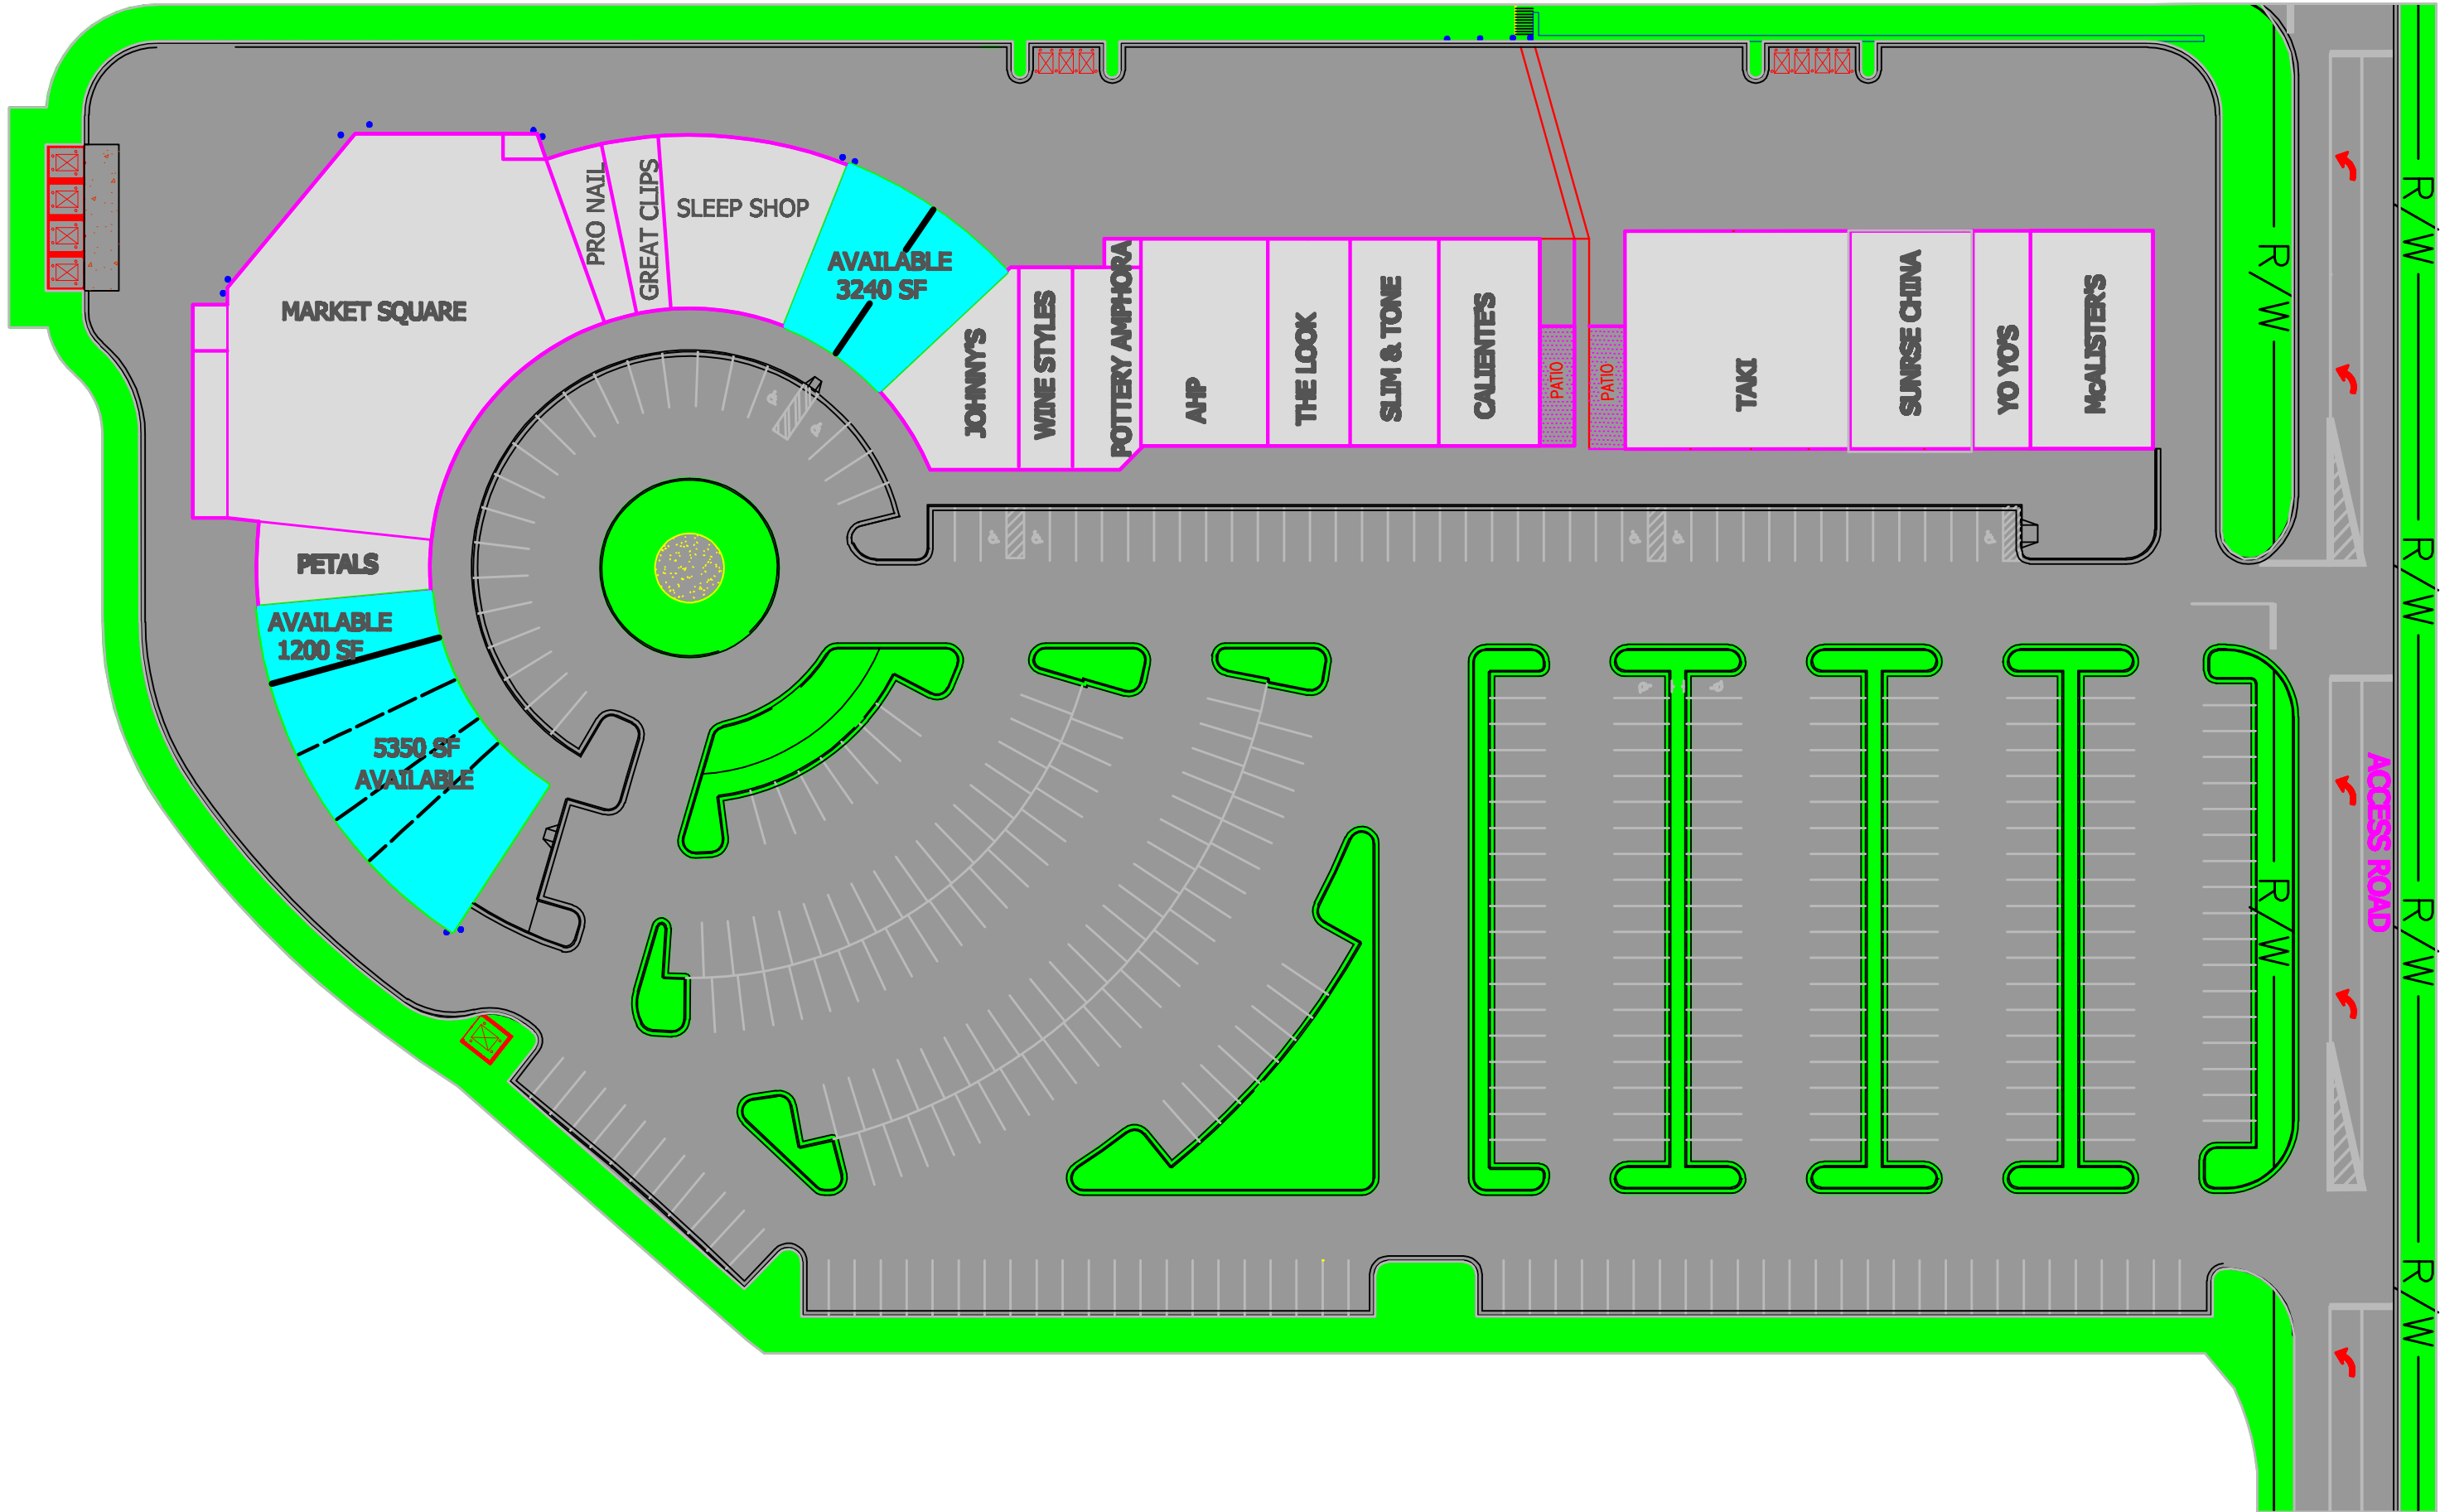 PRO NAIL
GREAT CLIPS
SLEEP SHOP
AVAILABLE
3240 SF
MARKET SQUARE
JOHNNY'S
WINE STYLES
POTTERY AMPHORA
AHP
THE LOOK
SLIM & TONE
CALIENTE'S
PATIO
PATIO
TAKI
SUNRISE CHINA
YO YO'S
McALISTER'S
PETALS
AVAILABLE
1200 SF
5350 SF
AVAILABLE
ACCESS ROAD
R/W
R/W
R/W
R/W
R/W
R/W